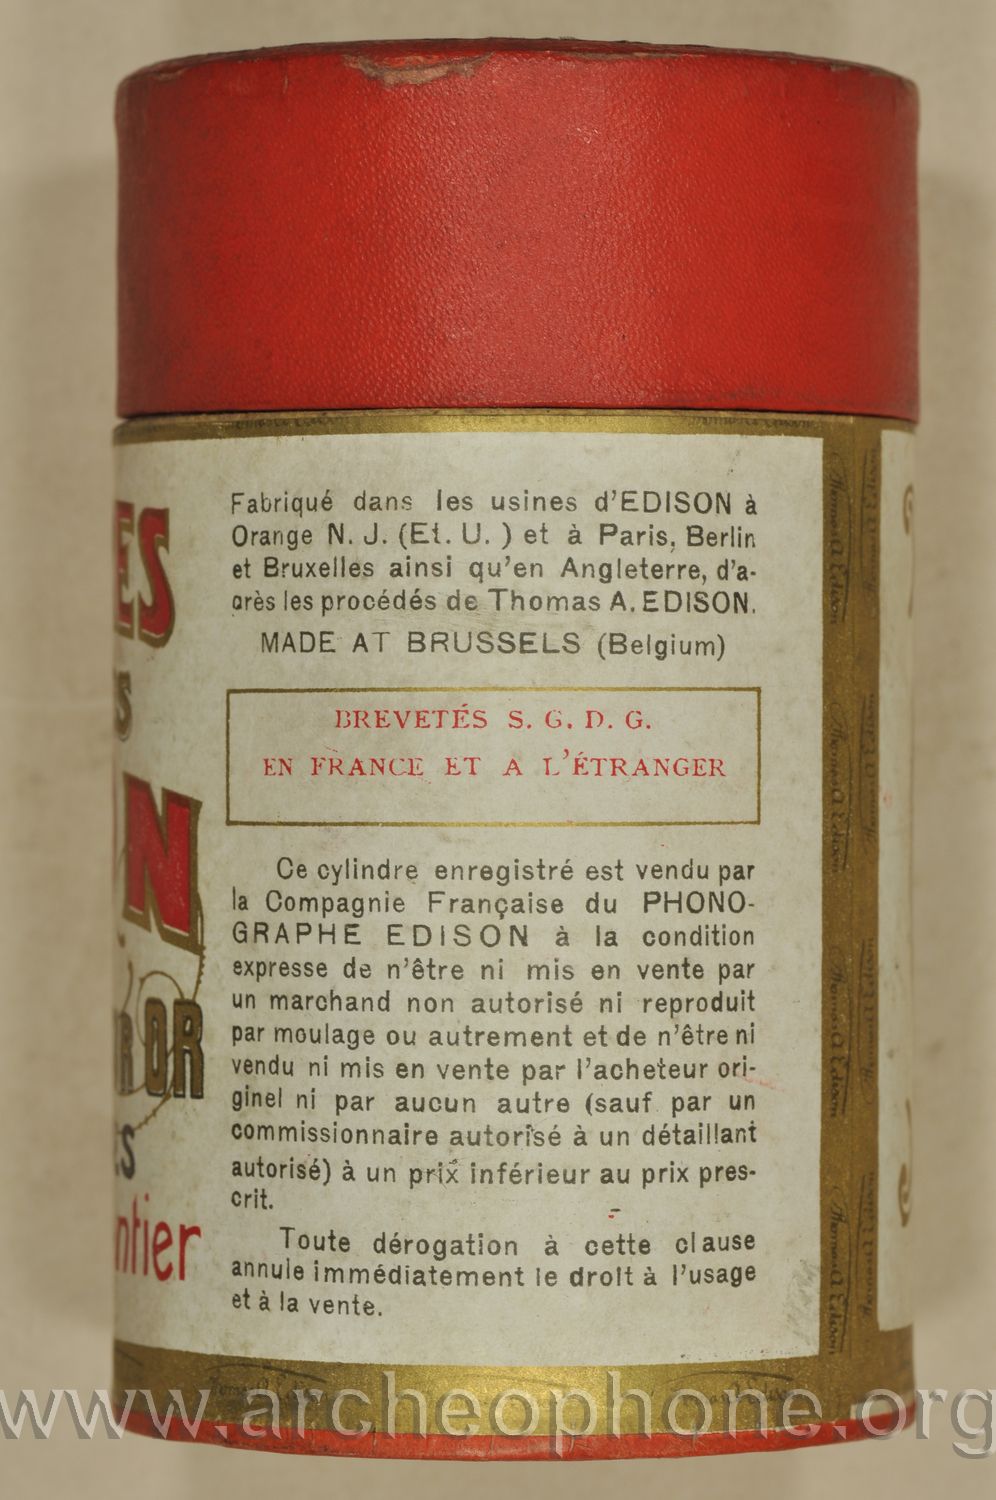 Fabriqué dans les usines d'EDISON à
Orange N. J. (Et. U. ) et à Paris, Berlin
et Bruxelles ainsi qu'en Angleterre, d'a-
près les procédés de Thomas A. EDISON.
MADE AT BRUSSELS (Belgium)
BREVETÉS S. G. D. G.
EN FRANCE ET A L'ÉTRANGER
Ce cylindre enregistré est vendu par
la Compagnie Française du PHONO-
GRAPHE EDISON à la condition
expresse de n'être ni mis en vente par
un marchand non autorisé ni reproduit
par moulage ou autrement et de n'être ni
vendu ni mis en vente par l'acheteur ori-
ginel ni par aucun autre (sauf par un
commissionnaire autorisé à un détaillant
autorisé) à un prix inférieur au prix pres-
crit.
Toute dérogation à cette clause
annule immédiatement le droit à l'usage
et à la vente.
ES
S
N
OR
ES
ntier
Thomas A Edison
www.archeophone.org